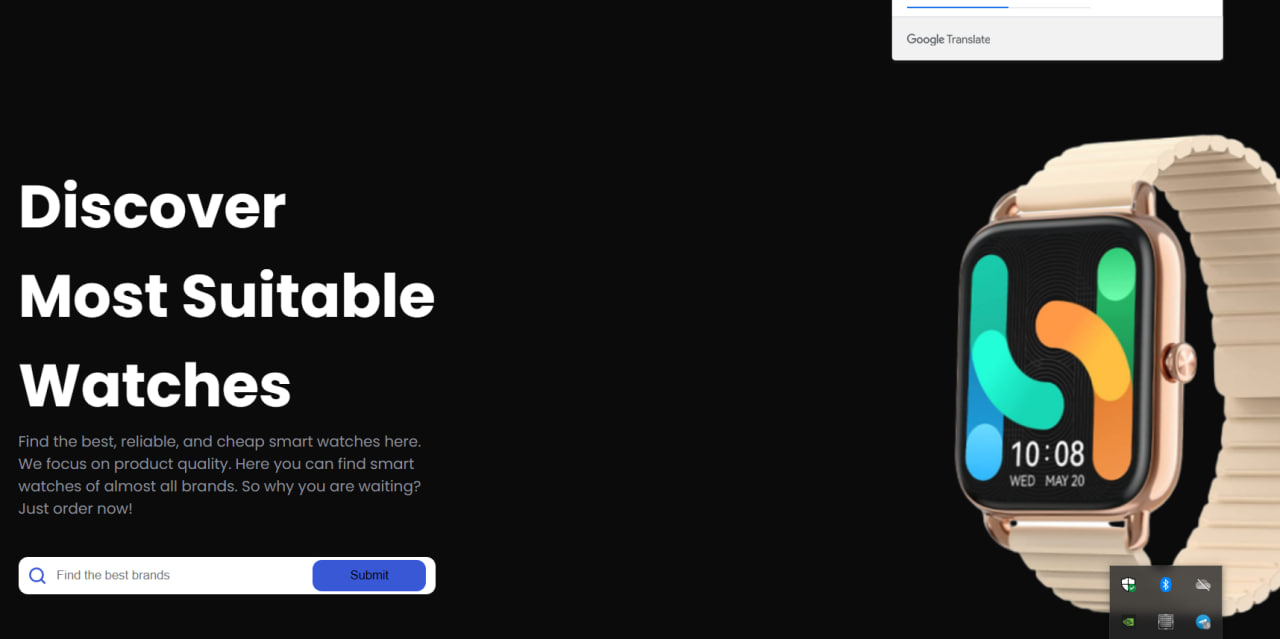 Google Translate
Discover
Most Suitable
Watches
Find the best, reliable, and cheap smart watches here.
We focus on product quality. Here you can find smart
watches of almost all brands. So why you are waiting?
Just order now!
Find the best brands
Submit
10:08
WED MAY 20